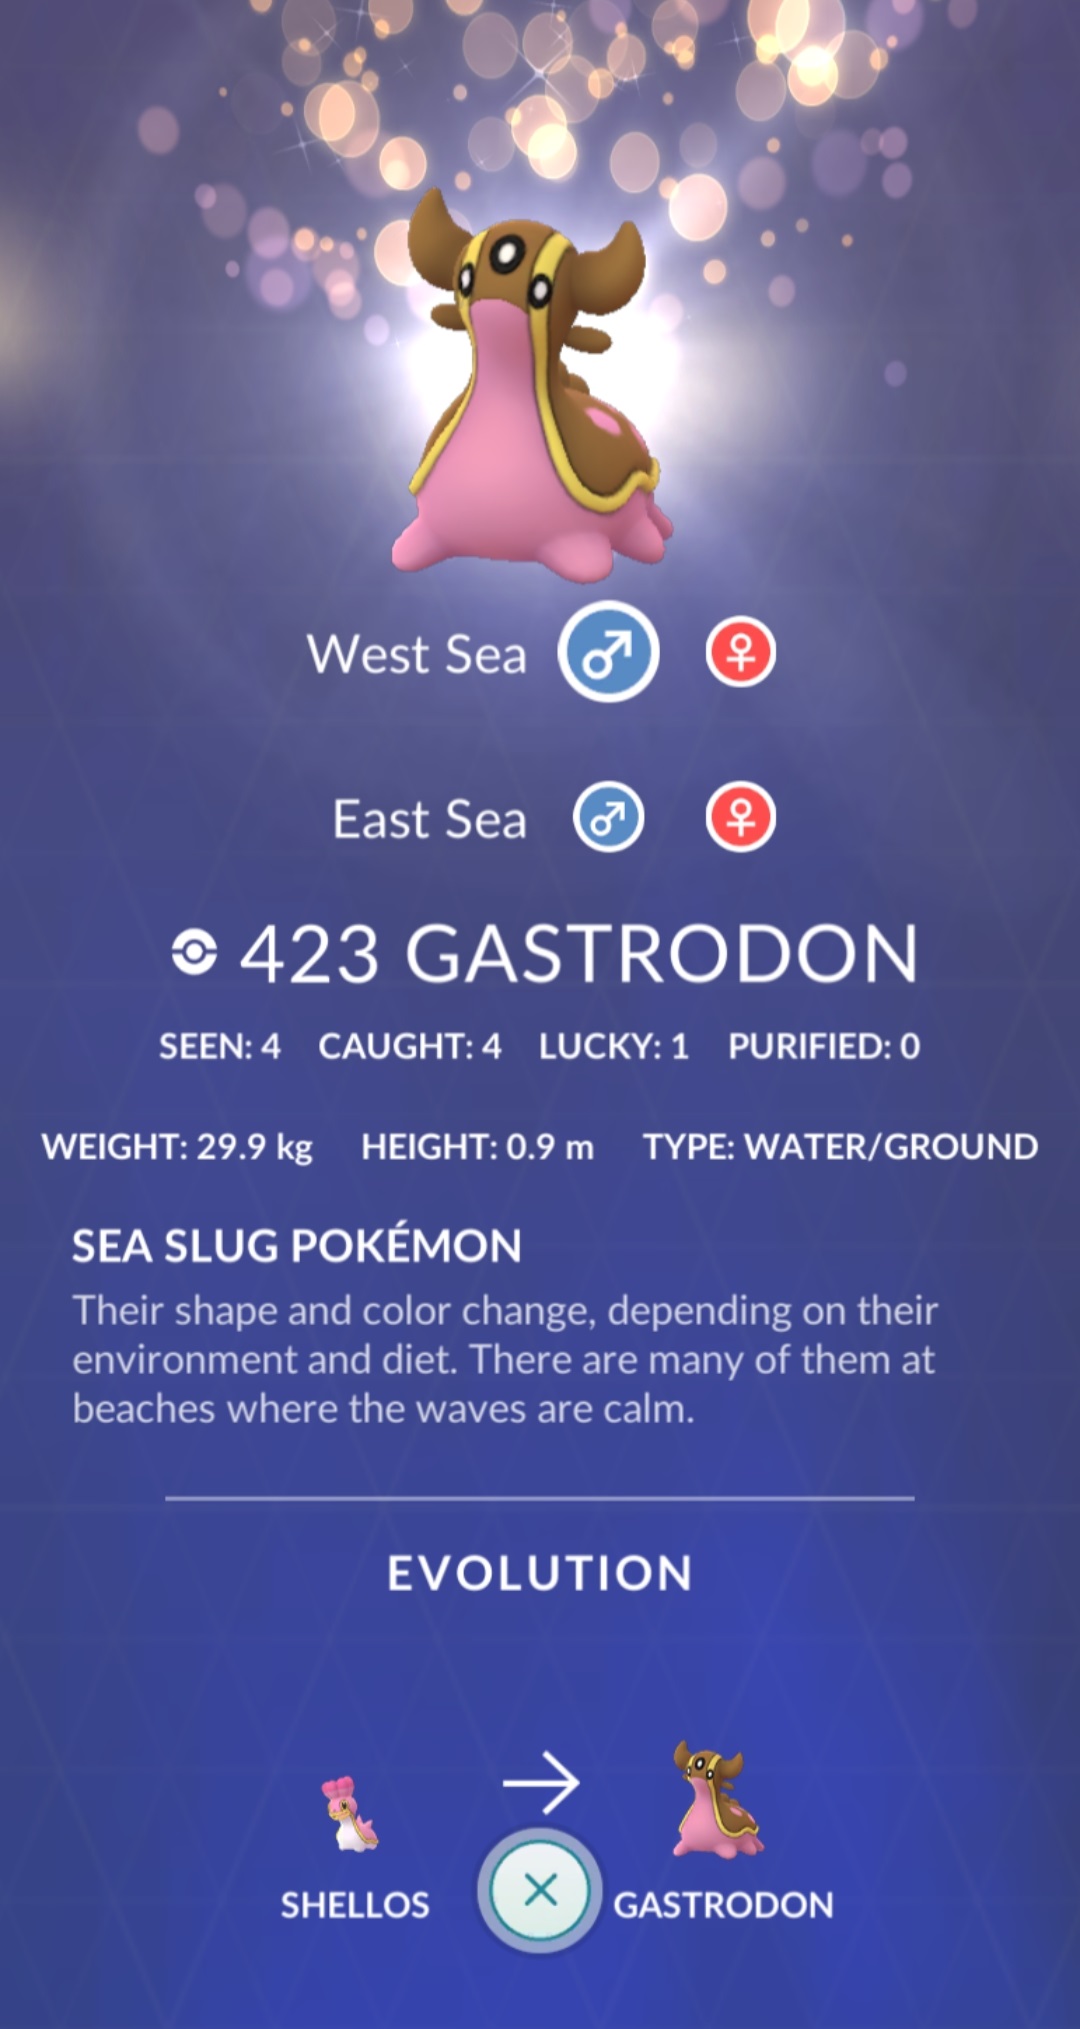 West Sea ♂ ♀
East Sea ♂ ♀
423 GASTRODON
SEEN: 4 CAUGHT: 4 LUCKY: 1 PURIFIED: 0
WEIGHT: 29.9 kg HEIGHT: 0.9 m TYPE: WATER/GROUND
SEA SLUG POKÉMON
Their shape and color change, depending on their
environment and diet. There are many of them at
beaches where the waves are calm.
EVOLUTION
SHELLOS GASTRODON